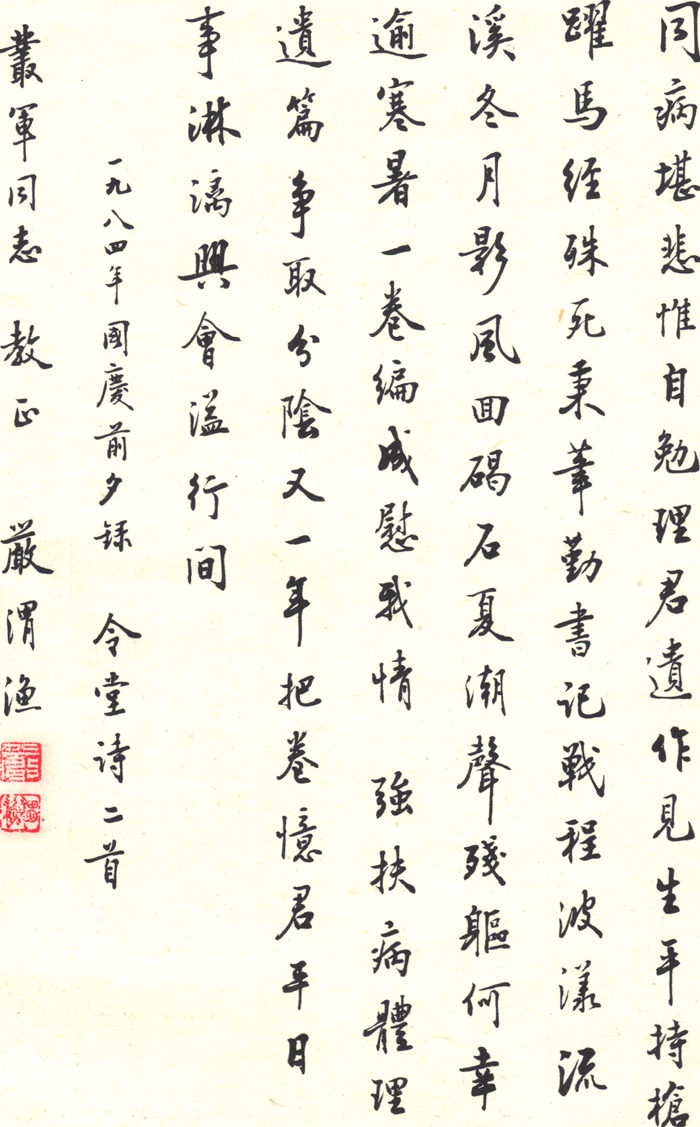 同病堪悲惟自勉理君遺作見生平持槍
躍馬經殊死秉筆勤書記戰程波漾流
溪冬月影風回碣石夏潮聲殘軀何幸
逾寒暑一卷編成慰我情 強扶病體理
遺篇爭取分陰又一年把卷憶君平日
事淋漓興會溢行間
一九八四年國慶前夕録 令堂诗二首
叢軍同志 教正 嚴渭漁